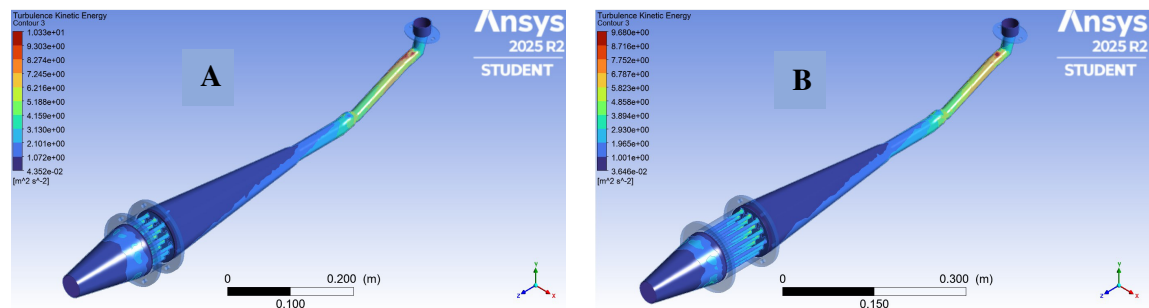 Turbulence Kinetic Energy
Contour 3
1.033e+01
9.303e+00
8.274e+00
7.245e+00
6.216e+00
5.188e+00
4.159e+00
3.130e+00
2.101e+00
1.072e+00
4.352e-02
[m^2 s^-2]
A
Ansys
2025 R2
STUDENT
0 0.200 (m)
0.100
Y
Z X
Turbulence Kinetic Energy
Contour 3
9.680e+00
8.716e+00
7.752e+00
6.787e+00
5.823e+00
4.858e+00
3.894e+00
2.930e+00
1.965e+00
1.001e+00
3.646e-02
[m^2 s^-2]
B
Ansys
2025 R2
STUDENT
0 0.300 (m)
0.150
Y
Z X